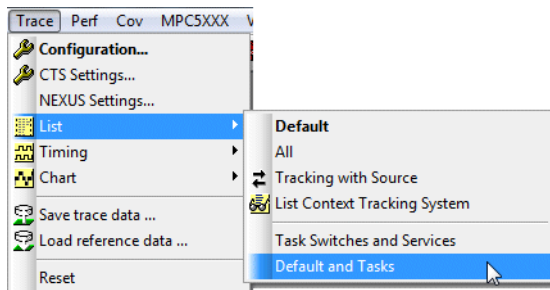 Trace Perf Cov MPC5XXX
Configuration...
CTS Settings...
NEXUS Settings...
List
Timing
Chart
Save trace data ...
Load reference data ...
Reset
Default
All
Tracking with Source
List Context Tracking System
Task Switches and Services
Default and Tasks